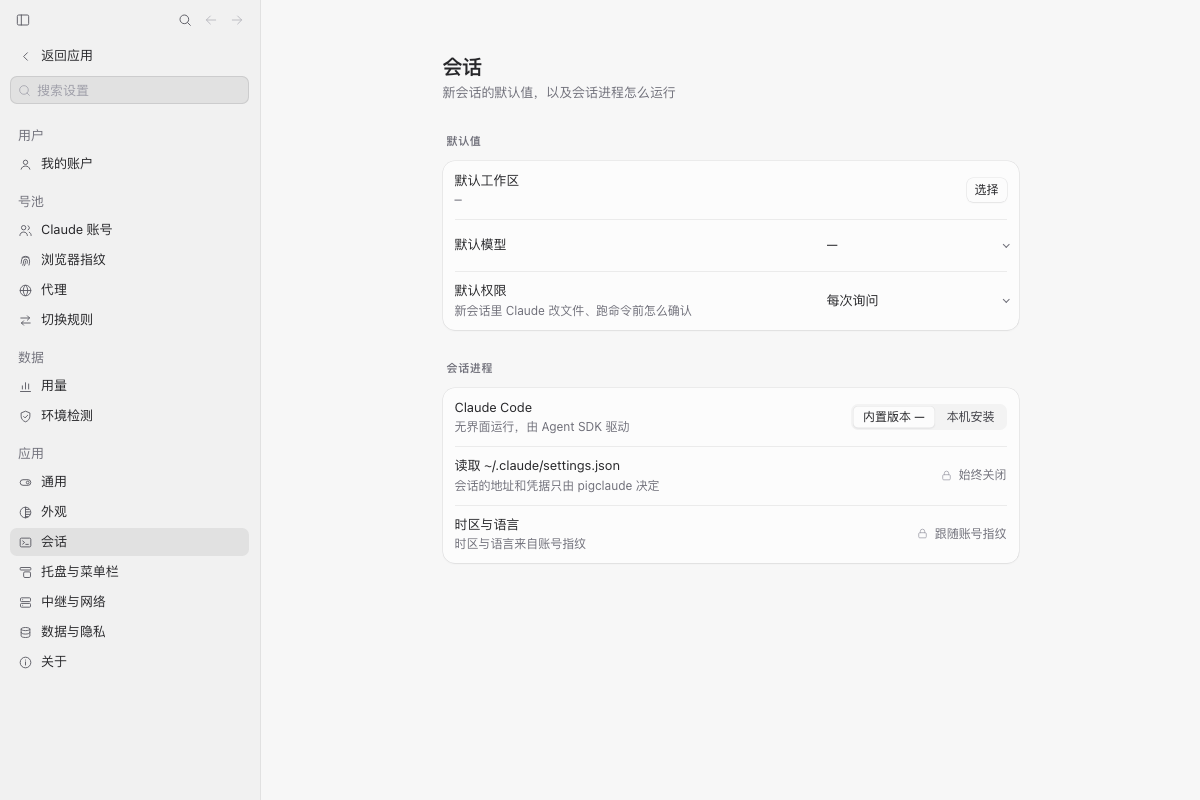 返回应用
搜索设置
用户
我的账户
号池
Claude 账号
浏览器指纹
代理
切换规则
数据
用量
环境检测
应用
通用
外观
会话
托盘与菜单栏
中继与网络
数据与隐私
关于
会话
新会话的默认值，以及会话进程怎么运行
默认值
默认工作区
—
选择
默认模型
—
默认权限
新会话里 Claude 改文件、跑命令前怎么确认
每次询问
会话进程
Claude Code
无界面运行，由 Agent SDK 驱动
内置版本 — 本机安装
读取 ~/.claude/settings.json
会话的地址和凭据只由 pigclaude 决定
始终关闭
时区与语言
时区与语言来自账号指纹
跟随账号指纹